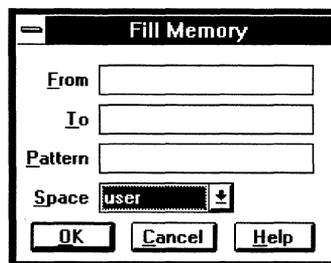 Fill Memory
From
To
Pattern
Space user
OK Cancel Help